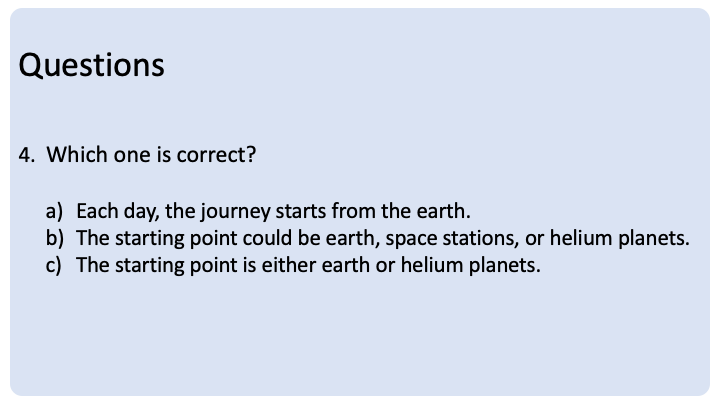 Questions
4. Which one is correct?
a) Each day, the journey starts from the earth.
b) The starting point could be earth, space stations, or helium planets.
c) The starting point is either earth or helium planets.